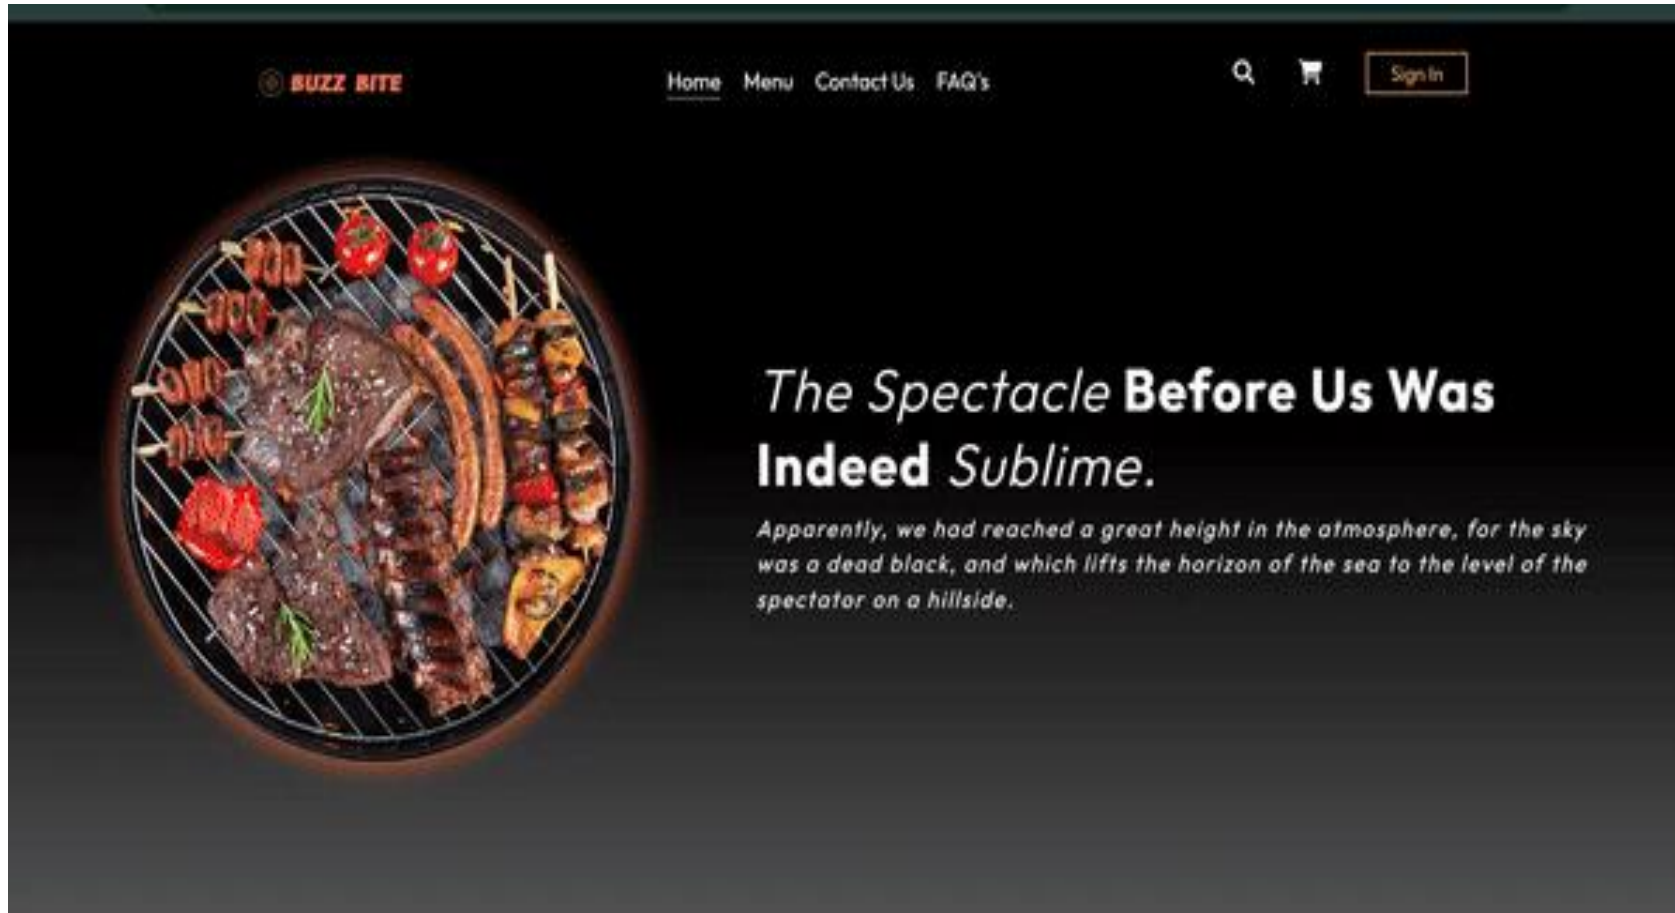 BUZZ BITE
Home Menu Contact Us FAQ's
Sign In
The Spectacle Before Us Was
Indeed Sublime.
Apparently, we had reached a great height in the atmosphere, for the sky
was a dead black, and which lifts the horizon of the sea to the level of the
spectator on a hillside.